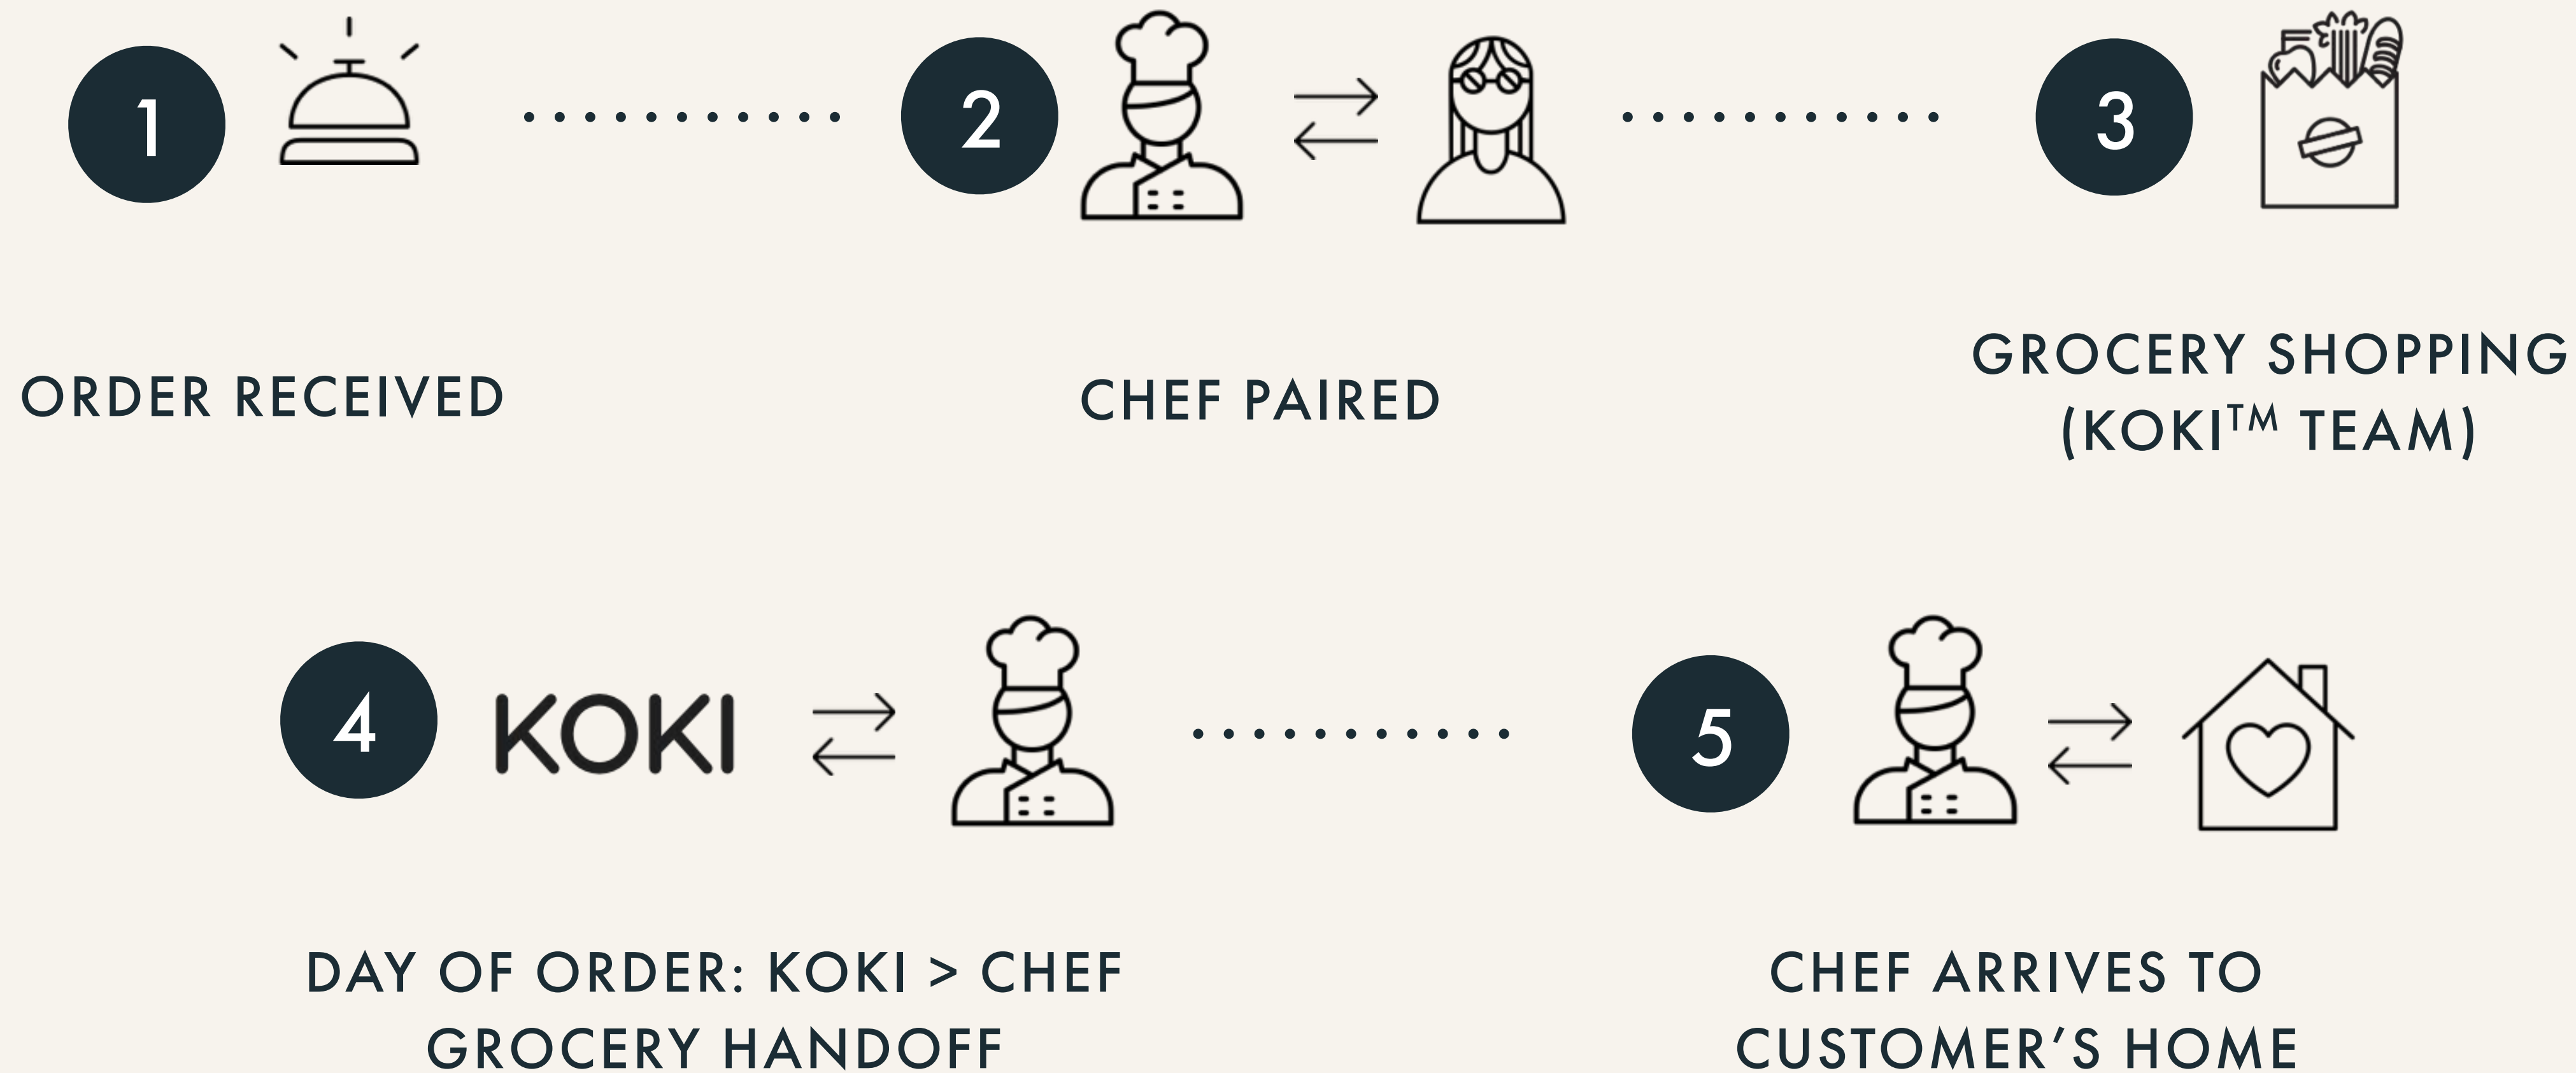 1
2
3
ORDER RECEIVED
CHEF PAIRED
GROCERY SHOPPING
(KOKI™ TEAM)
4
KOKI
5
DAY OF ORDER: KOKI > CHEF
GROCERY HANDOFF
CHEF ARRIVES TO
CUSTOMER’S HOME